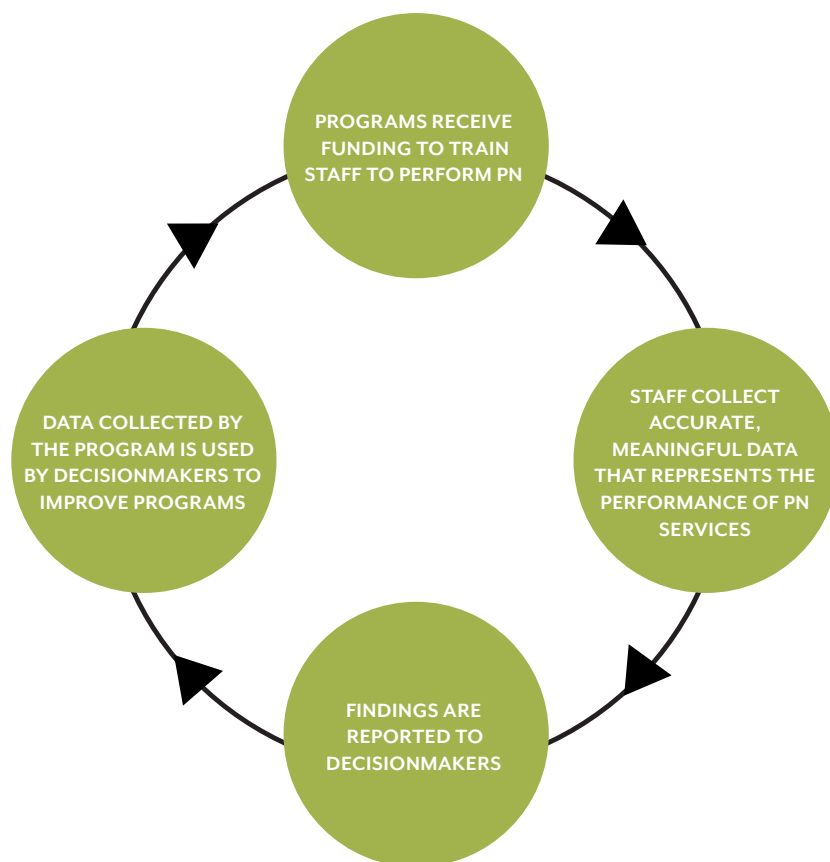 PROGRAMS RECEIVE
FUNDING TO TRAIN
STAFF TO PERFORM PN
STAFF COLLECT
ACCURATE,
MEANINGFUL DATA
THAT REPRESENTS THE
PERFORMANCE OF PN
SERVICES
FINDINGS ARE
REPORTED TO
DECISIONMAKERS
DATA COLLECTED BY
THE PROGRAM IS USED
BY DECISIONMAKERS TO
IMPROVE PROGRAMS